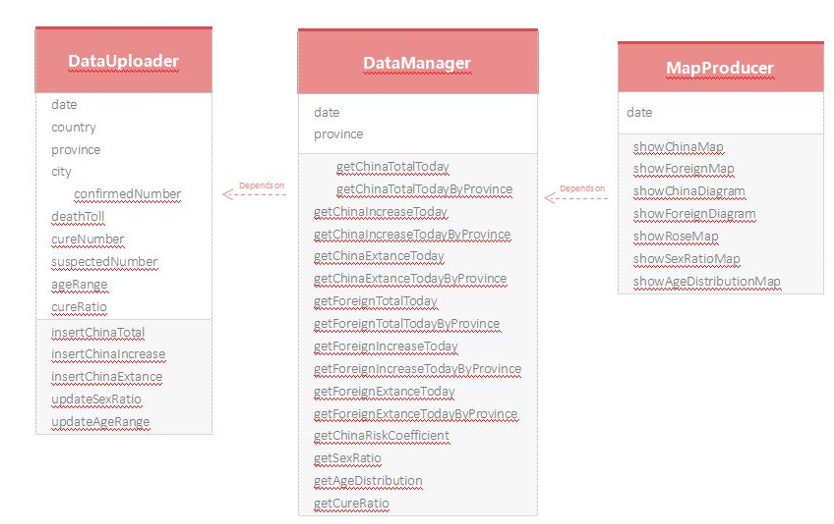 DataUploader
date
country
province
city
confirmedNumber
deathToll
cureNumber
suspectedNumber
ageRange
cureRatio
insertChinaTotal
insertChinaIncrease
insertChinaExtance
updateSexRatio
updateAgeRange
Depends on
DataManager
date
province
getChinaTotalToday
getChinaTotalTodayByProvince
getChinaIncreaseToday
getChinaIncreaseTodayByProvince
getChinaExtanceToday
getChinaExtanceTodayByProvince
getForeignTotalToday
getForeignTotalTodayByProvince
getForeignIncreaseToday
getForeignIncreaseTodayByProvince
getForeignExtanceToday
getForeignExtanceTodayByProvince
getChinaRiskCoefficient
getSexRatio
getAgeDistribution
getCureRatio
Depends on
MapProducer
date
showChinaMap
showForeignMap
showChinaDiagram
showForeignDiagram
showRoseMap
showSexRatioMap
showAgeDistributionMap